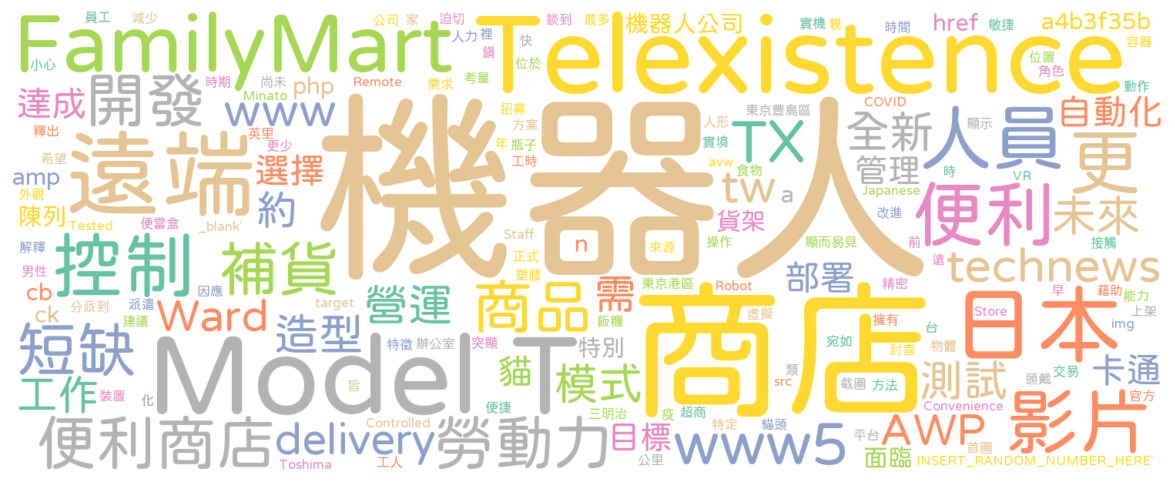 員工 減少 公司 家 迫切 談到 最多 機器人公司 實機 親 時間 href 敏捷 位置 a4b3f35b 容器
FamilyMart Telexistence
小心 人力 裡 鎖 快 位於 角色 動作
達成 開發 www 時期 尚未 php Minato Remote 需求 考量 COVID 自動化
釋出 英里 招募 方案 年 瓶子 人形 實境 東京豐島區 TX 全新 顯示 人員 更
希望 更少 工時 食物 VR
amp 遠端 選擇 機器人 avw tw a 管理 Japanese 便利 未來
外觀 陳列 Tested 便當盒 _blank' 約 貨架 改進 時 接觸
解釋 控制 補貨 Staff n 來源 操作 顯而易見 前 遠
男性 cb 正式 塑膠 東京港區 部署 精密 technews
ck 分派到 派遣 因應 target 營運 商品 需 Robot 虛擬 擁有 早 藉助 能力 上架
短缺 建議 Ward 造型 飯糰 商店 台 Store 日本 img
特徵 辦公室 突顯 特別 宛如 討喜 物體 交易 卡通
工作 裝置 化 Model T 旨 貓 模式 類 src 截圖 方法 測試 頭戴 官方
便捷 三明治 疫 超商 Convenience
便利商店 delivery Controlled 勞動力 目標 www5 特定 貓頭 平台 AWP 首圖 影片
Toshima 工人 公里 面臨 INSERT_RANDOM_NUMBER_HERE'